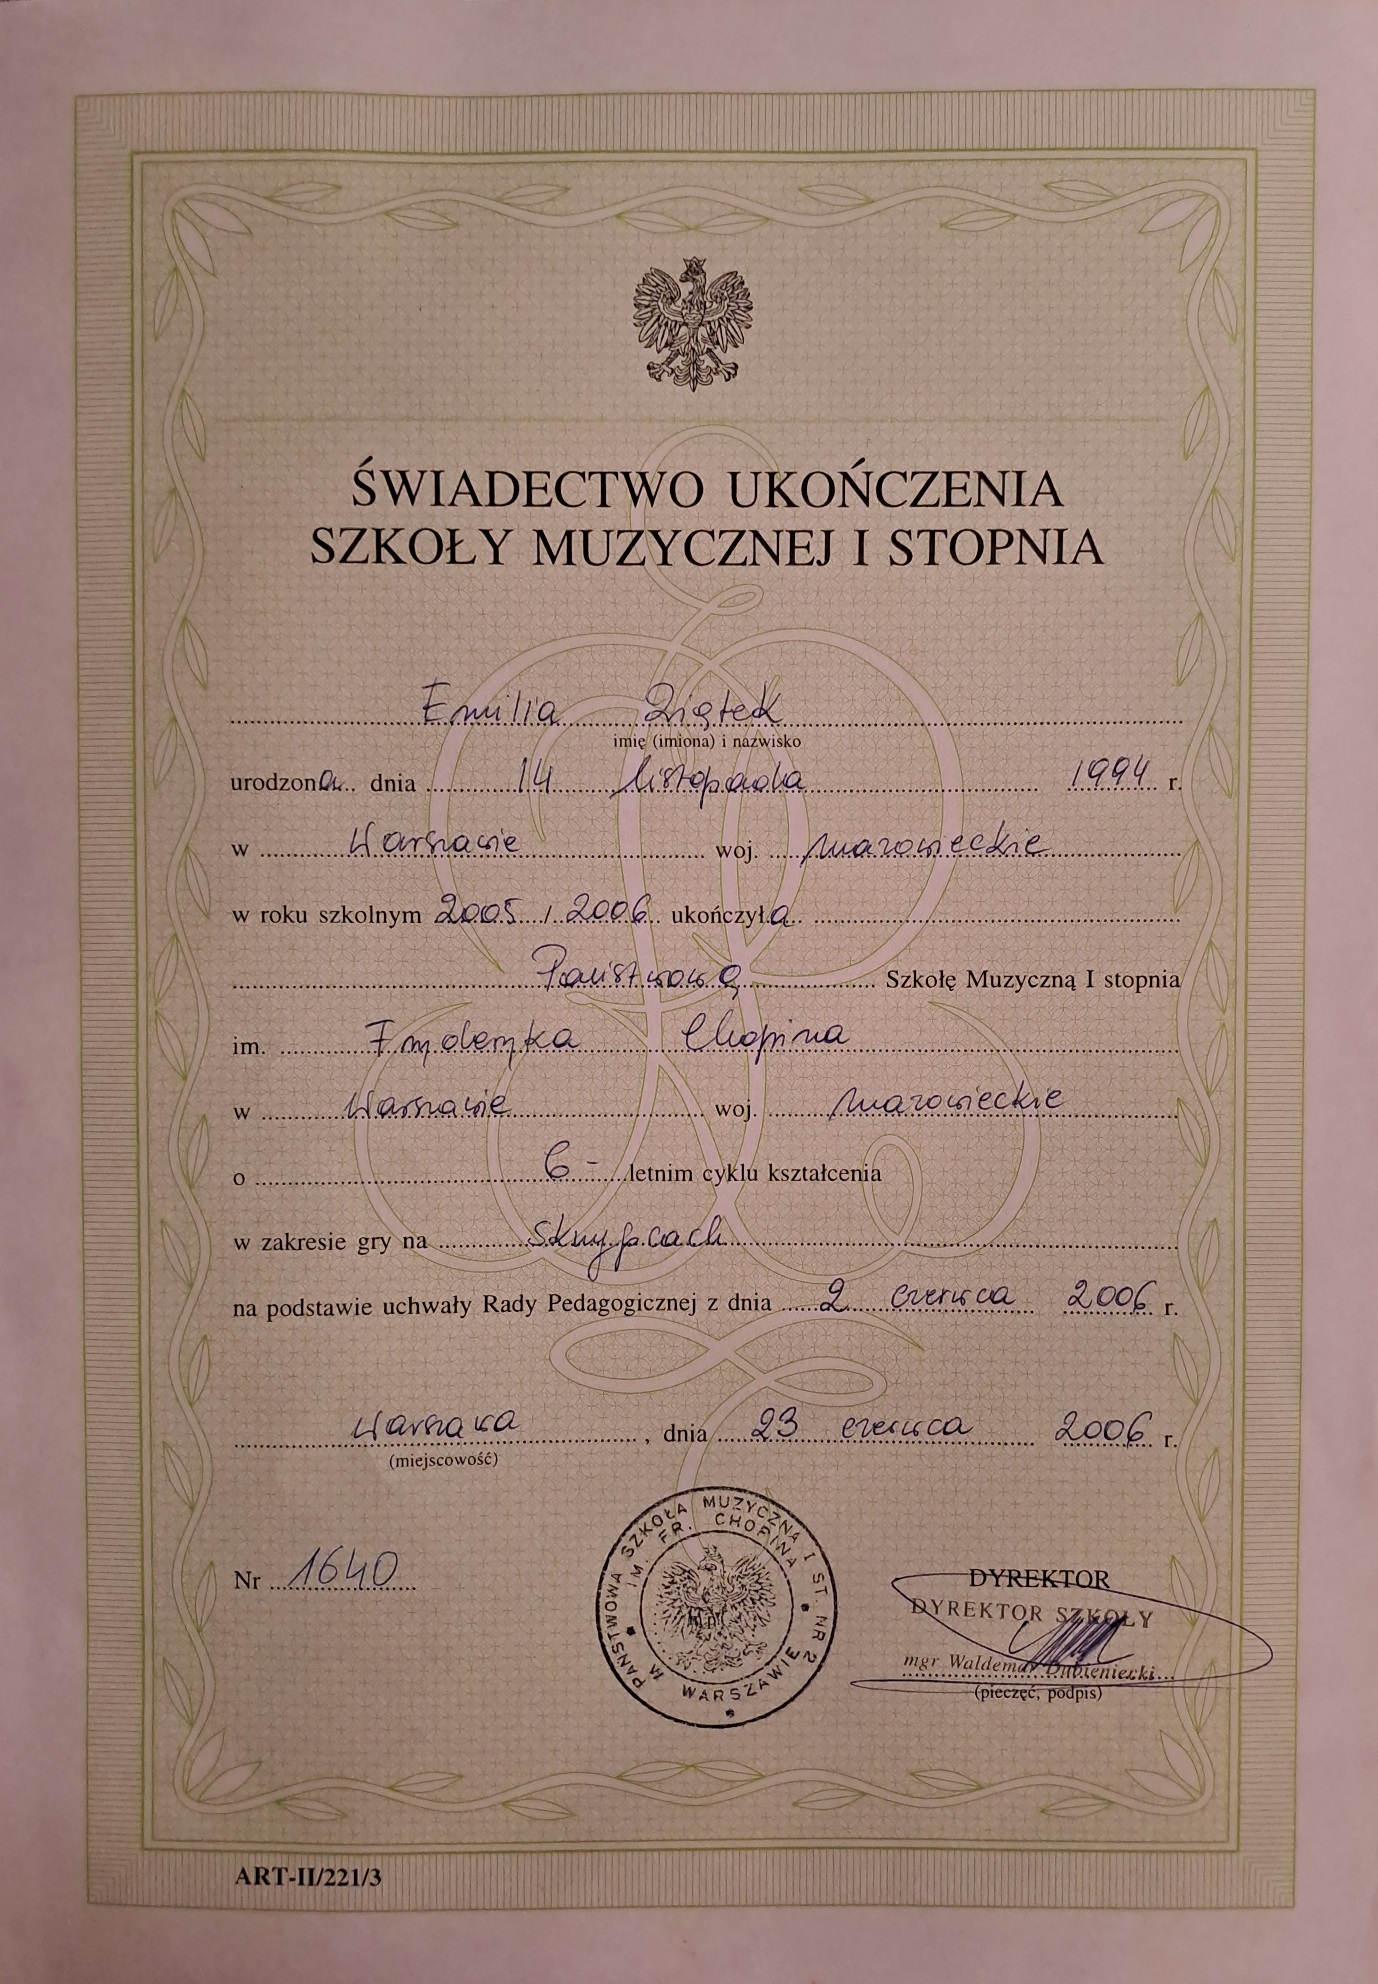 ŚWIADECTWO UKOŃCZENIA
SZKOŁY MUZYCZNEJ I STOPNIA
Emilia Ziętek
imię (imiona) i nazwisko
urodzona dnia 14 listopada 1994 r.
w Warszawie woj. mazowieckie
w roku szkolnym 2005 / 2006 ukończyła
Państwową Szkołę Muzyczną I stopnia
im. Fryderyka Chopina
w Warszawie woj. mazowieckie
o 6- letnim cyklu kształcenia
w zakresie gry na skrzypcach
na podstawie uchwały Rady Pedagogicznej z dnia 2 czerwca 2006 r.
Warszawa, dnia 23 czerwca 2006 r.
(miejscowość)
PAŃSTWOWA SZKOŁA MUZYCZNA I ST. NR 2
IM. FR. CHOPINA
W WARSZAWIE
Nr 1640
DYREKTOR
DYREKTOR SZKOŁY
mgr Waldemar Dubieniecki
(pieczęć, podpis)
ART-II/221/3